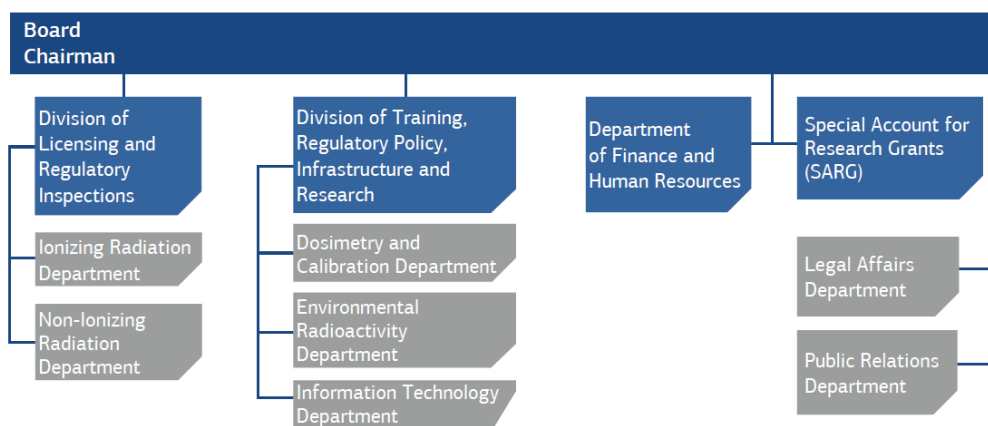 Board
Chairman
Division of
Licensing and
Regulatory
Inspections
Ionizing Radiation
Department
Non-Ionizing
Radiation
Department
Division of Training,
Regulatory Policy,
Infrastructure and
Research
Dosimetry and
Calibration Department
Environmental
Radioactivity
Department
Information Technology
Department
Department
of Finance and
Human Resources
Special Account for
Research Grants
(SARG)
Legal Affairs
Department
Public Relations
Department